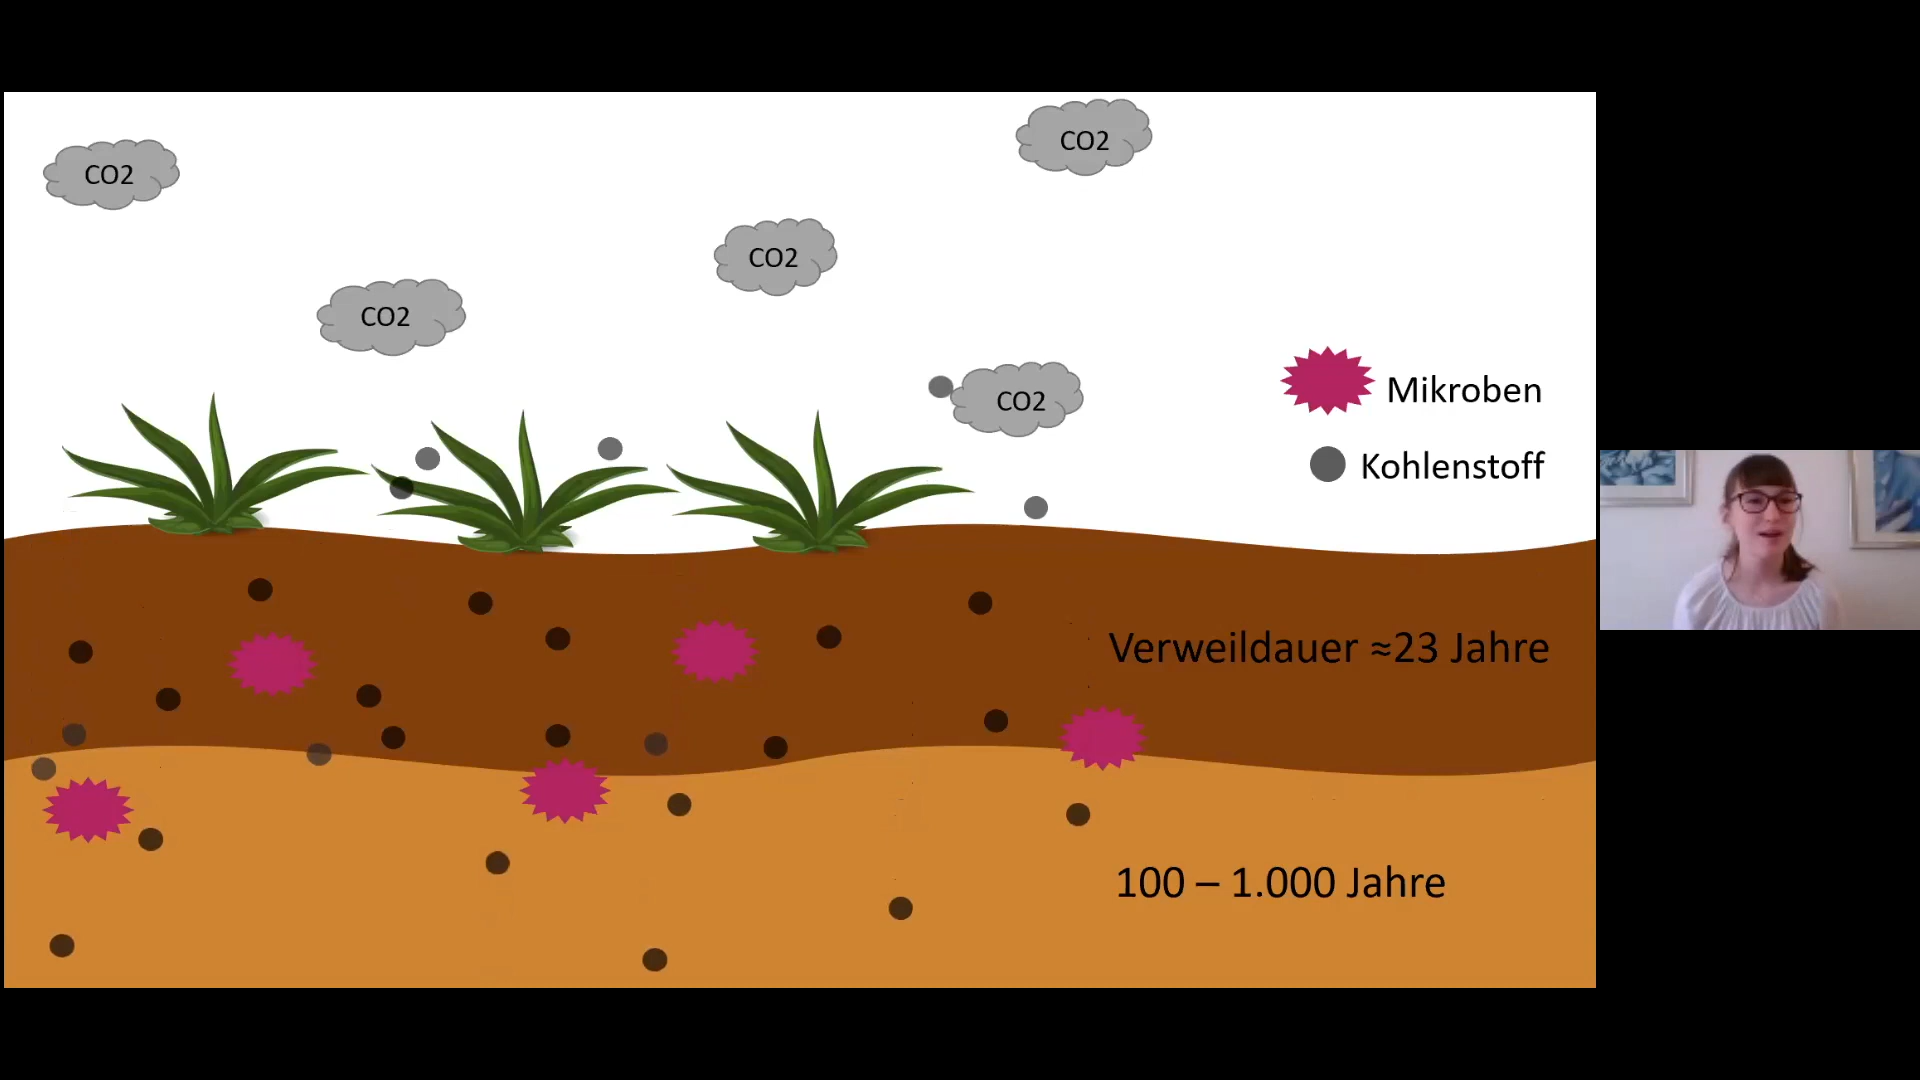 CO2
CO2
CO2
CO2
CO2
Mikroben
Kohlenstoff
Verweildauer ≈23 Jahre
100 – 1.000 Jahre